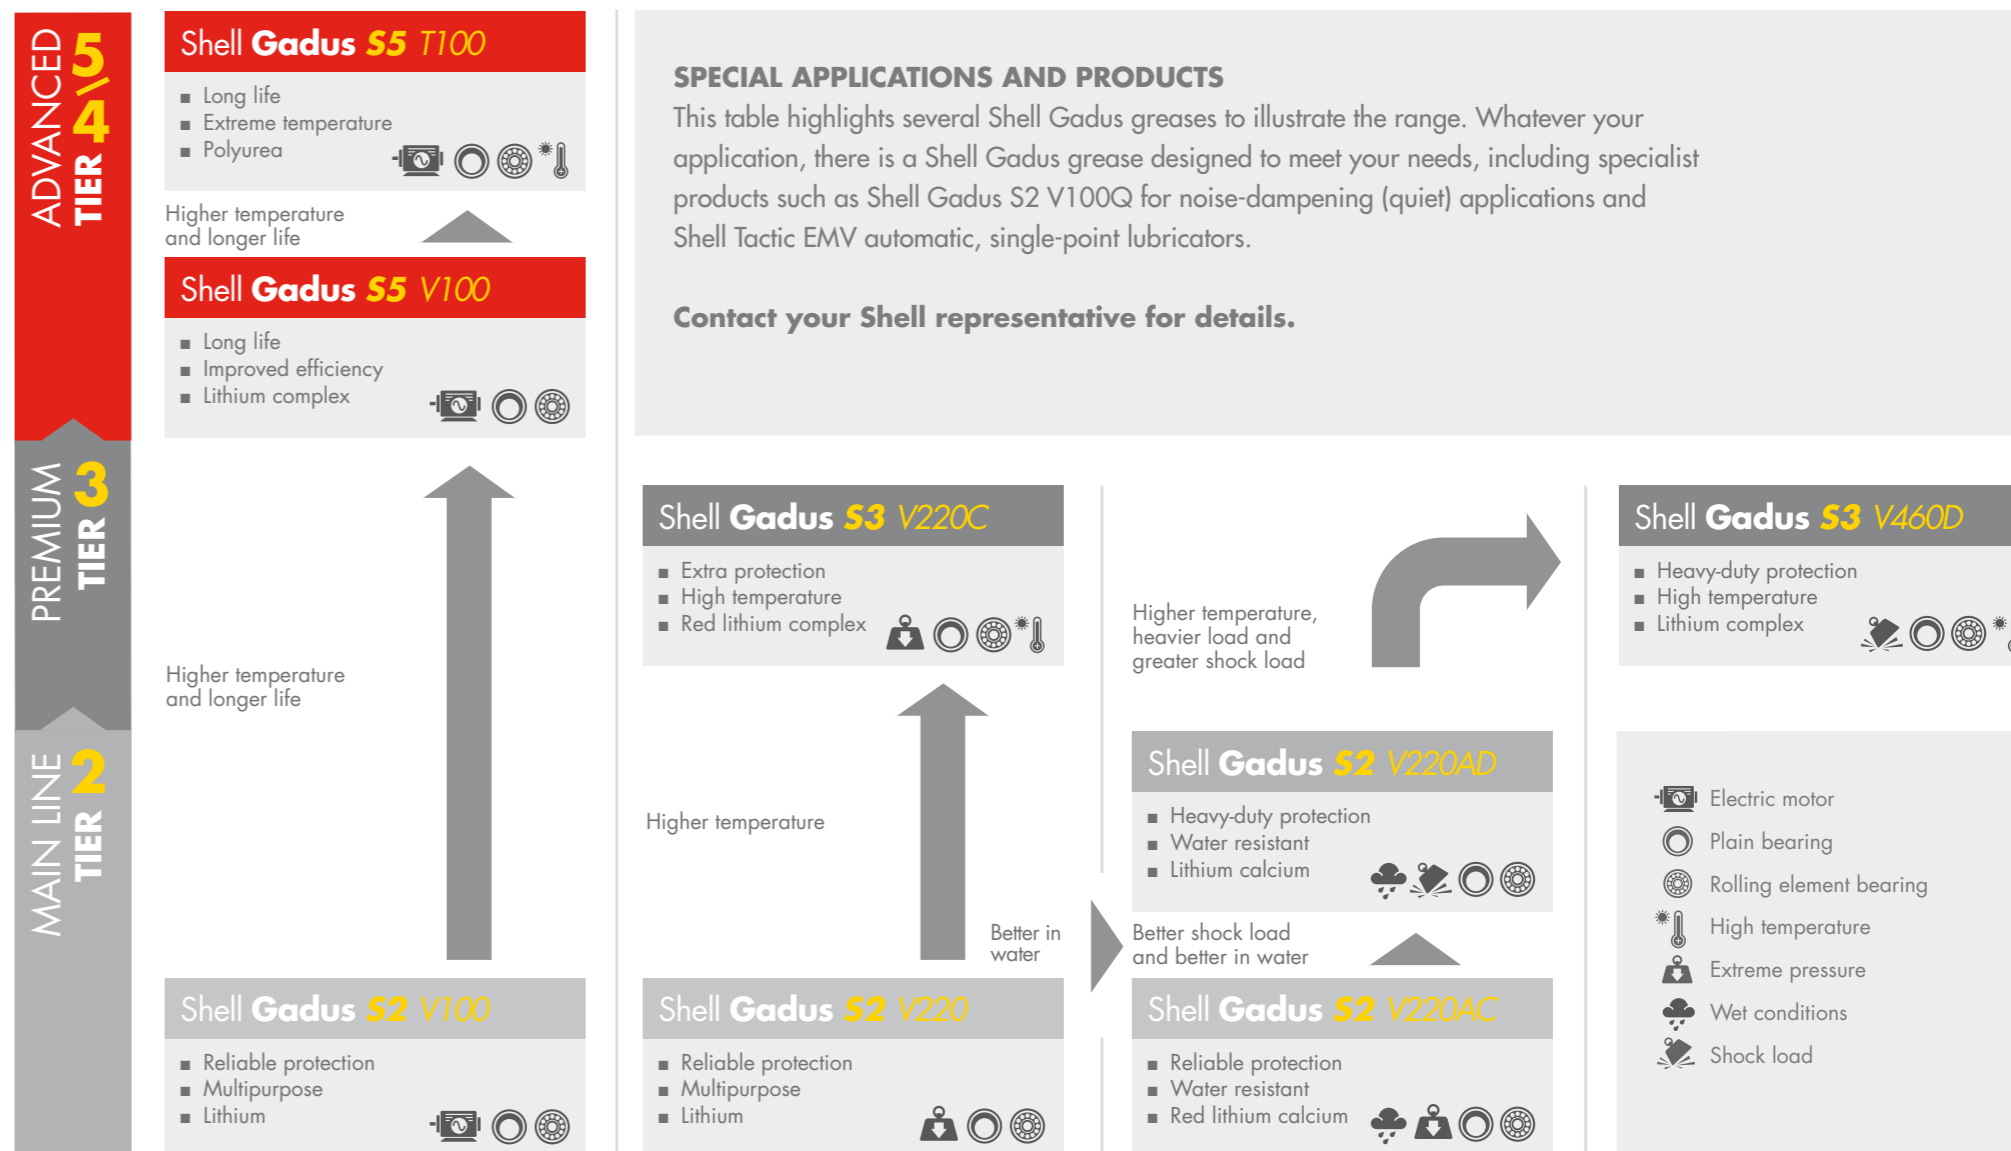 ADVANCED
TIER 5\4
Shell Gadus S5 T100
■ Long life
■ Extreme temperature
■ Polyurea
Higher temperature
and longer life
Shell Gadus S5 V100
■ Long life
■ Improved efficiency
■ Lithium complex
SPECIAL APPLICATIONS AND PRODUCTS
This table highlights several Shell Gadus greases to illustrate the range. Whatever your
application, there is a Shell Gadus grease designed to meet your needs, including specialist
products such as Shell Gadus S2 V100Q for noise-dampening (quiet) applications and
Shell Tactic EMV automatic, single-point lubricators.
Contact your Shell representative for details.
PREMIUM
TIER 3
Higher temperature
and longer life
Shell Gadus S3 V220C
■ Extra protection
■ High temperature
■ Red lithium complex
Higher temperature,
heavier load and
greater shock load
Shell Gadus S3 V460D
■ Heavy-duty protection
■ High temperature
■ Lithium complex
MAIN LINE
TIER 2
Higher temperature
Shell Gadus S2 V220AD
■ Heavy-duty protection
■ Water resistant
■ Lithium calcium
Better in
water
Better shock load
and better in water
Shell Gadus S2 V100
■ Reliable protection
■ Multipurpose
■ Lithium
Shell Gadus S2 V220
■ Reliable protection
■ Multipurpose
■ Lithium
Shell Gadus S2 V220AC
■ Reliable protection
■ Water resistant
■ Red lithium calcium
Electric motor
Plain bearing
Rolling element bearing
High temperature
Extreme pressure
Wet conditions
Shock load